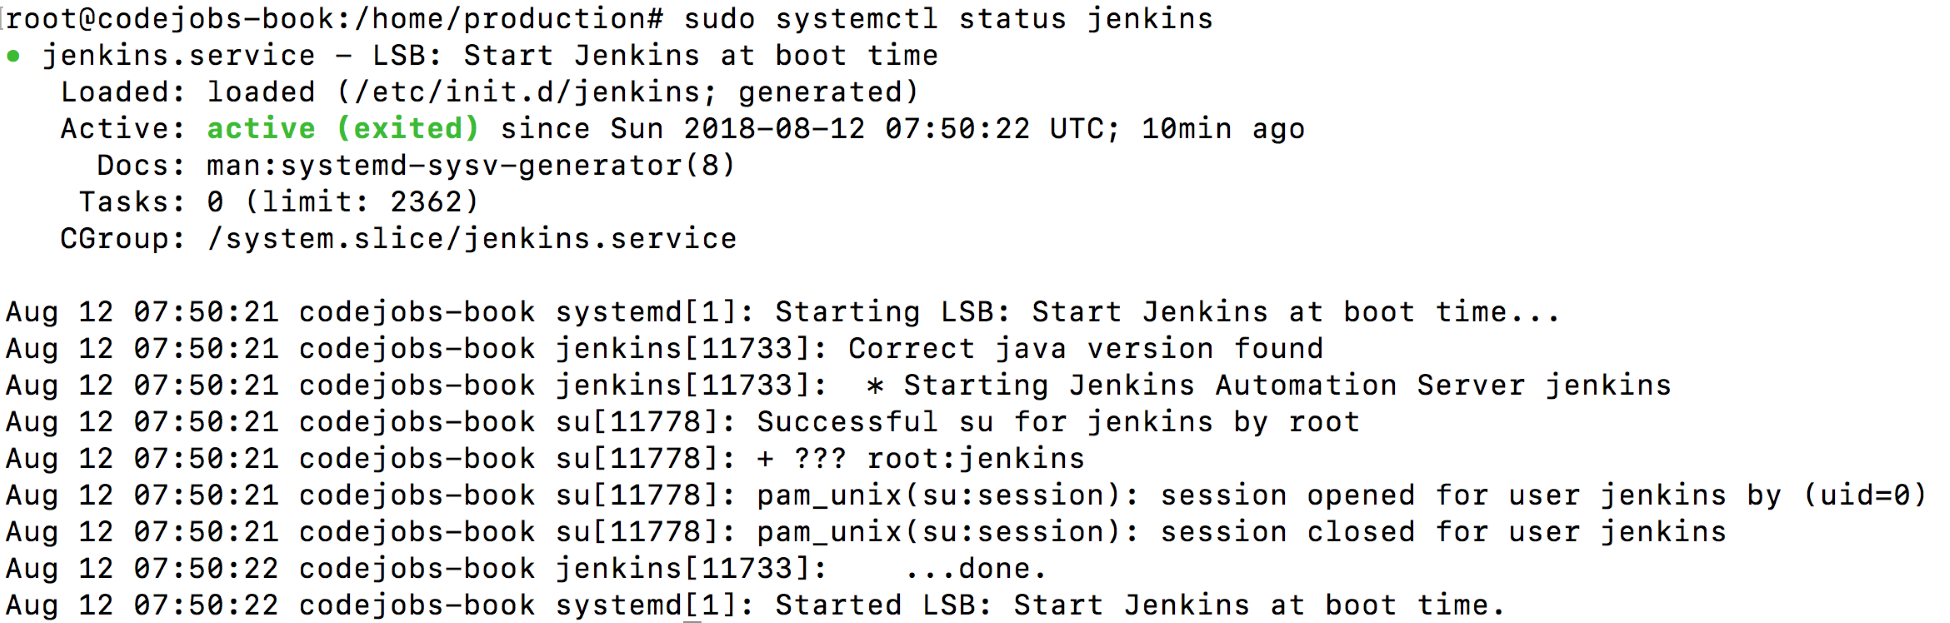 root@codejobs-book:/home/production# sudo systemctl status jenkins
● jenkins.service - LSB: Start Jenkins at boot time
   Loaded: loaded (/etc/init.d/jenkins; generated)
   Active: active (exited) since Sun 2018-08-12 07:50:22 UTC; 10min ago
     Docs: man:systemd-sysv-generator(8)
    Tasks: 0 (limit: 2362)
   CGroup: /system.slice/jenkins.service

Aug 12 07:50:21 codejobs-book systemd[1]: Starting LSB: Start Jenkins at boot time...
Aug 12 07:50:21 codejobs-book jenkins[11733]: Correct java version found
Aug 12 07:50:21 codejobs-book jenkins[11733]:  * Starting Jenkins Automation Server jenkins
Aug 12 07:50:21 codejobs-book su[11778]: Successful su for jenkins by root
Aug 12 07:50:21 codejobs-book su[11778]: + ??? root:jenkins
Aug 12 07:50:21 codejobs-book su[11778]: pam_unix(su:session): session opened for user jenkins by (uid=0)
Aug 12 07:50:21 codejobs-book su[11778]: pam_unix(su:session): session closed for user jenkins
Aug 12 07:50:22 codejobs-book jenkins[11733]:    ...done.
Aug 12 07:50:22 codejobs-book systemd[1]: Started LSB: Start Jenkins at boot time.